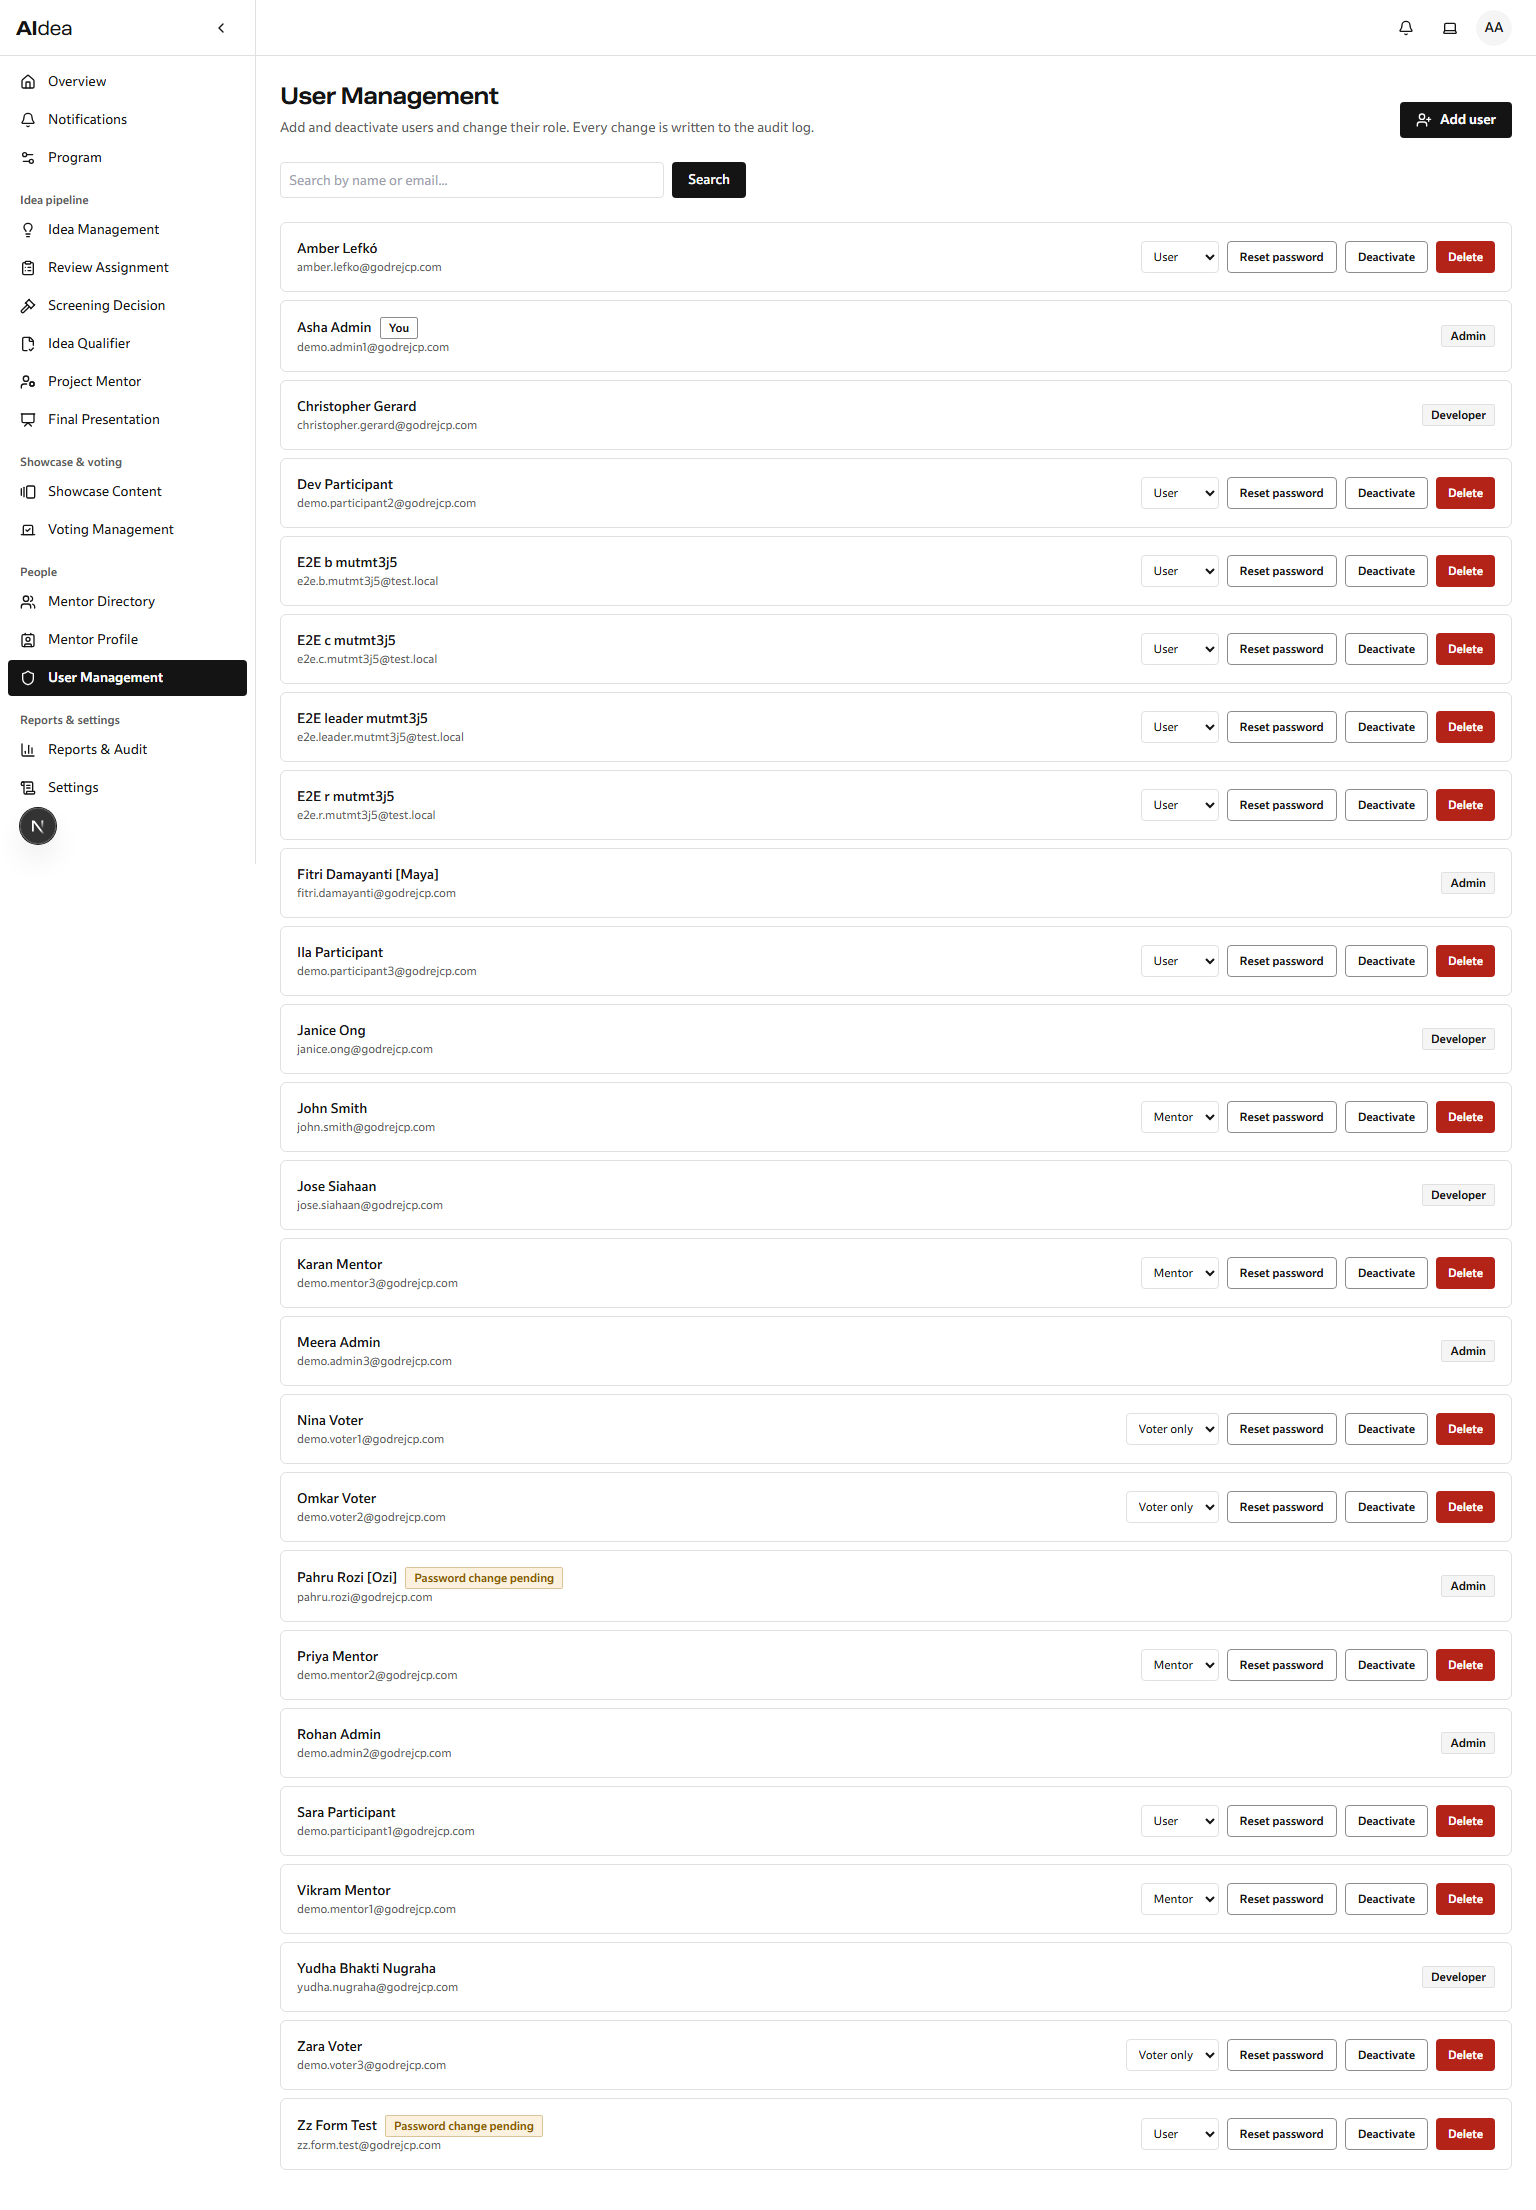 AIdea
AA
Overview
Notifications
Program
Idea pipeline
Idea Management
Review Assignment
Screening Decision
Idea Qualifier
Project Mentor
Final Presentation
Showcase & voting
Showcase Content
Voting Management
People
Mentor Directory
Mentor Profile
User Management
Reports & settings
Reports & Audit
Settings
N
User Management
Add and deactivate users and change their role. Every change is written to the audit log.
Add user
Search by name or email...
Search
Amber Lefkó
amber.lefko@godrejcp.com
User Reset password Deactivate Delete
Asha Admin You
demo.admin1@godrejcp.com
Admin
Christopher Gerard
christopher.gerard@godrejcp.com
Developer
Dev Participant
demo.participant2@godrejcp.com
User Reset password Deactivate Delete
E2E b mutmt3j5
e2e.b.mutmt3j5@test.local
User Reset password Deactivate Delete
E2E c mutmt3j5
e2e.c.mutmt3j5@test.local
User Reset password Deactivate Delete
E2E leader mutmt3j5
e2e.leader.mutmt3j5@test.local
User Reset password Deactivate Delete
E2E r mutmt3j5
e2e.r.mutmt3j5@test.local
User Reset password Deactivate Delete
Fitri Damayanti [Maya]
fitri.damayanti@godrejcp.com
Admin
Ila Participant
demo.participant3@godrejcp.com
User Reset password Deactivate Delete
Janice Ong
janice.ong@godrejcp.com
Developer
John Smith
john.smith@godrejcp.com
Mentor Reset password Deactivate Delete
Jose Siahaan
jose.siahaan@godrejcp.com
Developer
Karan Mentor
demo.mentor3@godrejcp.com
Mentor Reset password Deactivate Delete
Meera Admin
demo.admin3@godrejcp.com
Admin
Nina Voter
demo.voter1@godrejcp.com
Voter only Reset password Deactivate Delete
Omkar Voter
demo.voter2@godrejcp.com
Voter only Reset password Deactivate Delete
Pahru Rozi [Ozi] Password change pending
pahru.rozi@godrejcp.com
Admin
Priya Mentor
demo.mentor2@godrejcp.com
Mentor Reset password Deactivate Delete
Rohan Admin
demo.admin2@godrejcp.com
Admin
Sara Participant
demo.participant1@godrejcp.com
User Reset password Deactivate Delete
Vikram Mentor
demo.mentor1@godrejcp.com
Mentor Reset password Deactivate Delete
Yudha Bhakti Nugraha
yudha.nugraha@godrejcp.com
Developer
Zara Voter
demo.voter3@godrejcp.com
Voter only Reset password Deactivate Delete
Zz Form Test Password change pending
zz.form.test@godrejcp.com
User Reset password Deactivate Delete